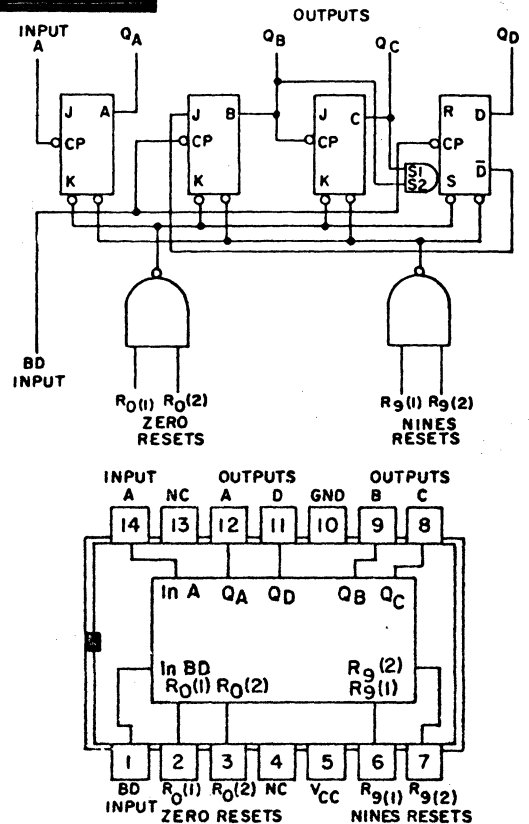 OUTPUTS
INPUT A QA QB QC QD
J A J B J C R D
CP CP CP CP
K K K S1 S2 S D̅
BD INPUT
R0(1) R0(2) R9(1) R9(2)
ZERO RESETS NINES RESETS
INPUT OUTPUTS OUTPUTS
A NC A D GND B C
14 13 12 11 10 9 8
In A QA QD QB QC
In BD R9(2)
R0(1) R0(2) R9(1)
1 2 3 4 5 6 7
BD R0(1) R0(2) NC VCC R9(1) R9(2)
INPUT ZERO RESETS NINES RESETS